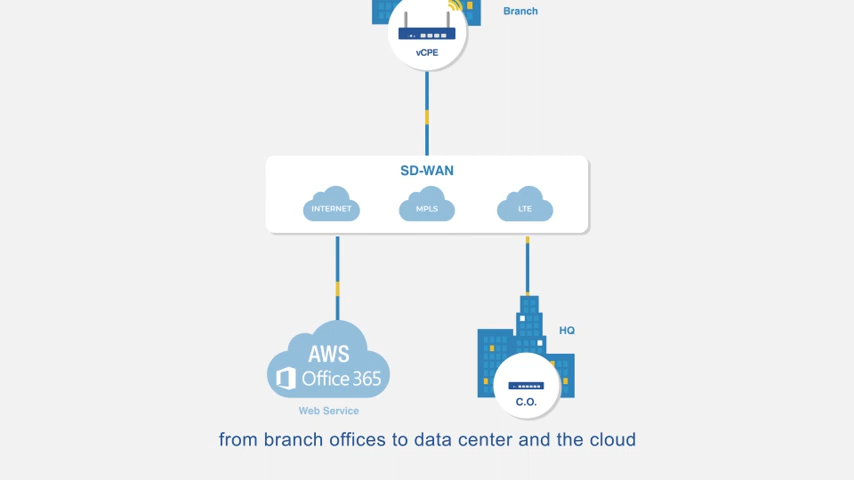 Branch
vCPE
SD-WAN
INTERNET
MPLS
LTE
HQ
AWS
Office 365
C.O.
Web Service
from branch offices to data center and the cloud